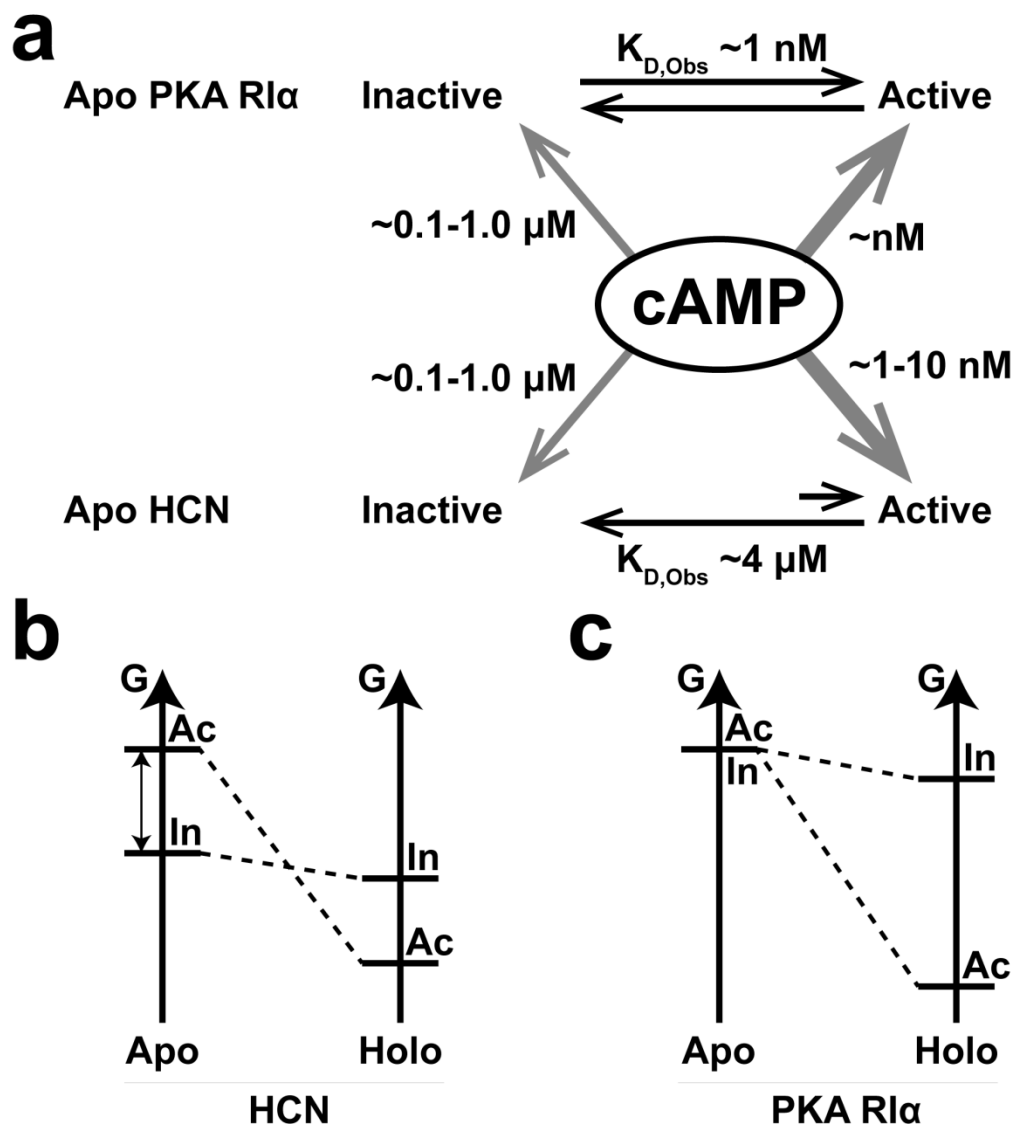 a
K_D,Obs ~1 nM
Apo PKA RIα Inactive Active
~0.1-1.0 µM ~nM
cAMP
~0.1-1.0 µM ~1-10 nM
Apo HCN Inactive Active
K_D,Obs ~4 µM
b c
G G G G
Ac Ac
In In
In In
Ac Ac
Apo Holo Apo Holo
HCN PKA RIα